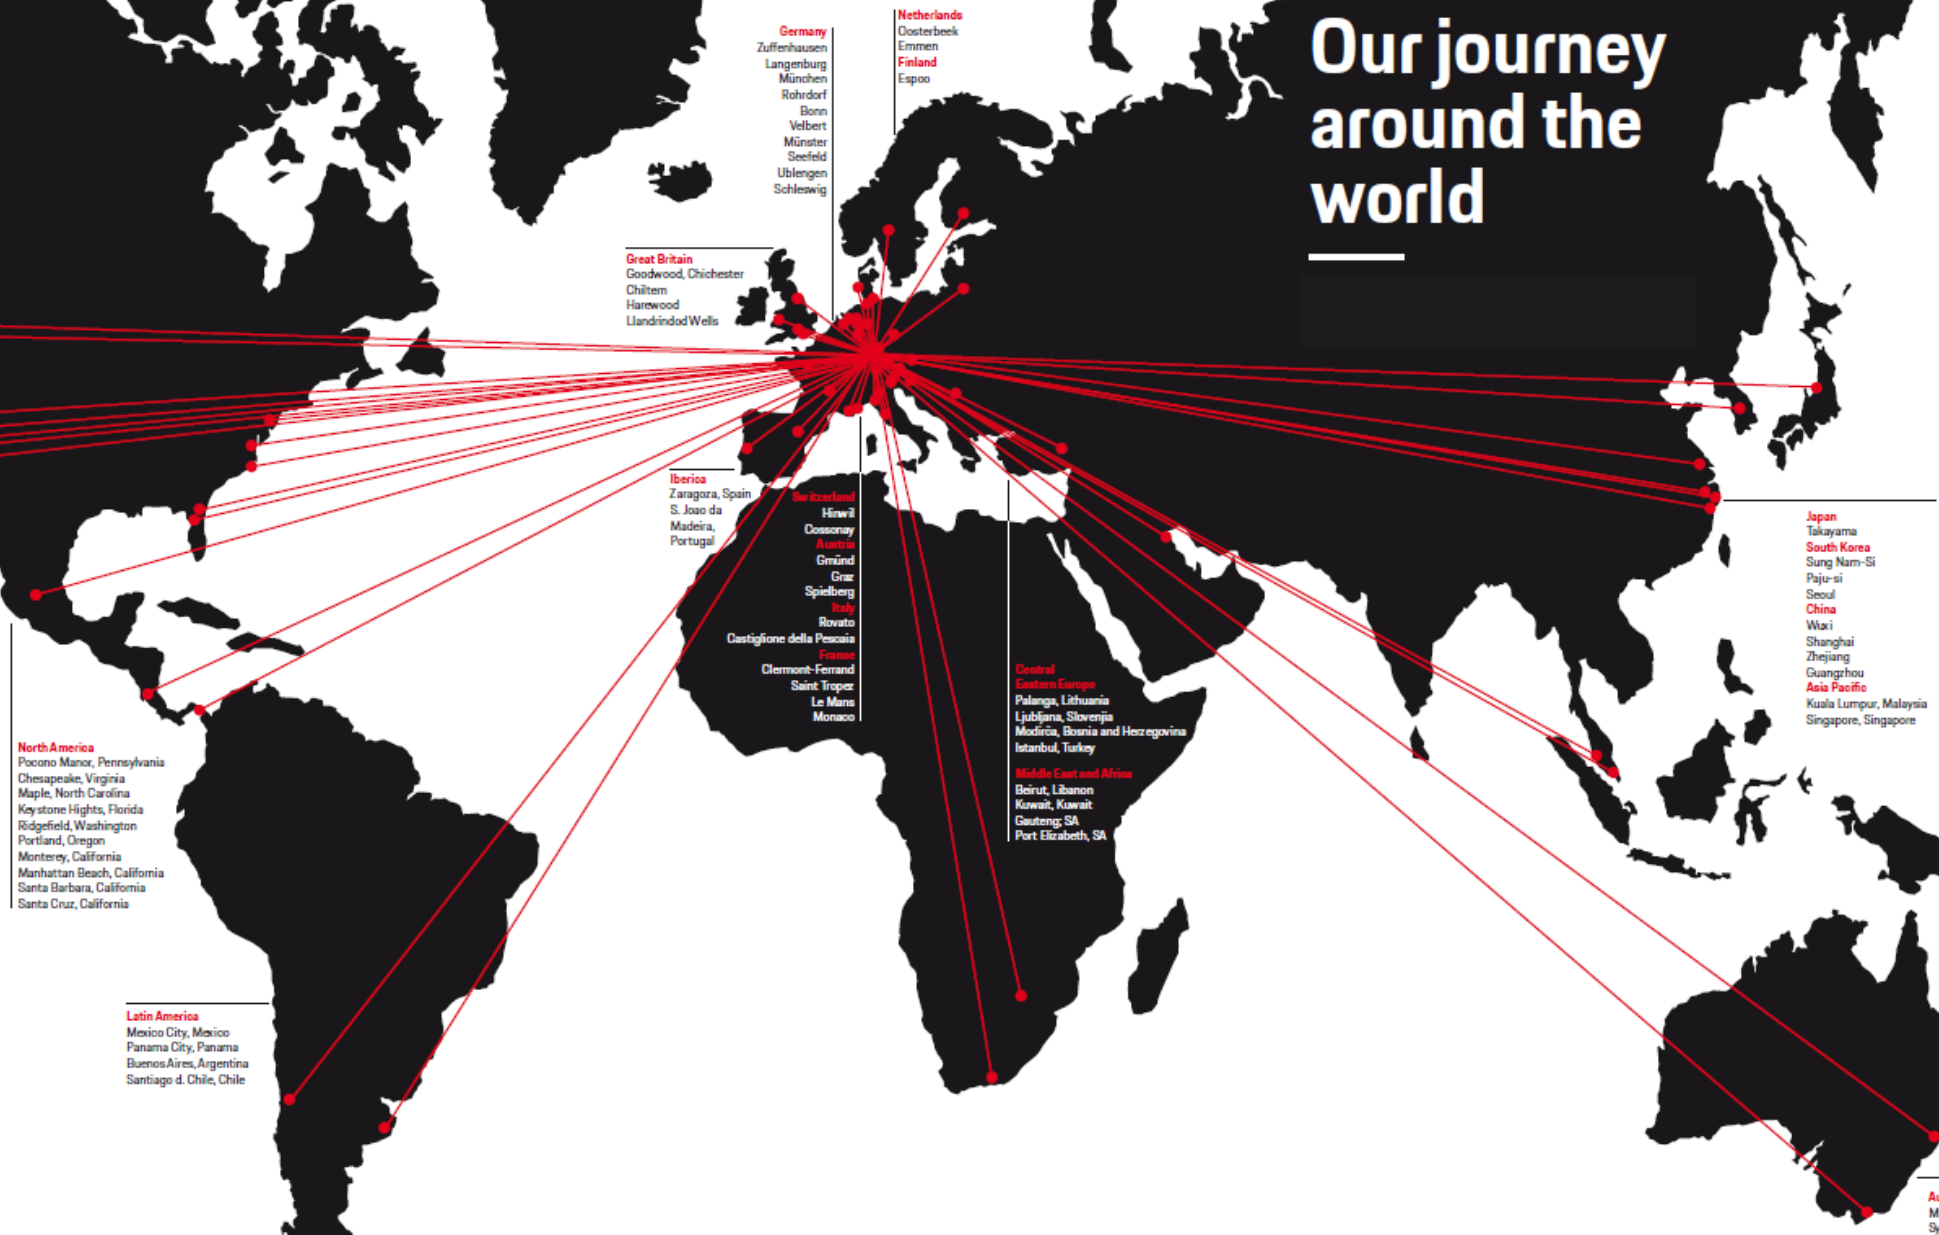 Our journey
around the
world
Netherlands
Oosterbeek
Emmen
Finland
Espoo
Germany
Zuffenhausen
Langenburg
München
Rohrdorf
Bonn
Velbert
Münster
Seefeld
Ublengen
Schleswig
Great Britain
Goodwood, Chichester
Chiltern
Harewood
Llandrindod Wells
Iberica
Zaragoza, Spain
S. Joao da
Madeira,
Portugal
Switzerland
Hinwil
Cossonay
Austria
Gmünd
Graz
Spielberg
Italy
Rovato
Castiglione della Pescaia
France
Clermont-Ferrand
Saint Tropez
Le Mans
Monaco
Central
Eastern Europe
Palanga, Lithuania
Ljubljana, Slovenjia
Modirča, Bosnia and Herzegovina
Istanbul, Turkey
Middle East and Africa
Beirut, Libanon
Kuwait, Kuwait
Gauteng; SA
Port Elizabeth, SA
Japan
Takayama
South Korea
Sung Nam-Si
Paju-si
Seoul
China
Wuxi
Shanghai
Zhejiang
Guangzhou
Asia Pacific
Kuala Lumpur, Malaysia
Singapore, Singapore
North America
Pocono Manor, Pennsylvania
Chesapeake, Virginia
Maple, North Carolina
Keystone Hights, Florida
Ridgefield, Washington
Portland, Oregon
Monterey, California
Manhattan Beach, California
Santa Barbara, California
Santa Cruz, California
Latin America
Mexico City, Mexico
Panama City, Panama
Buenos Aires, Argentina
Santiago d. Chile, Chile